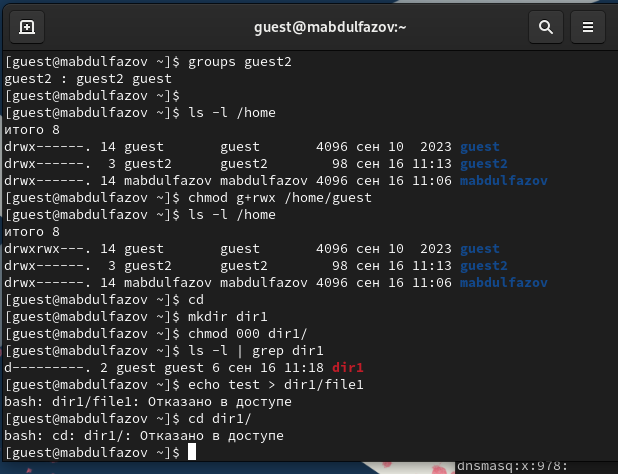 guest@mabdulfazov:~
[guest@mabdulfazov ~]$ groups guest2
guest2 : guest2 guest
[guest@mabdulfazov ~]$
[guest@mabdulfazov ~]$ ls -l /home
итого 8
drwx------. 14 guest       guest       4096 сен 10  2023 guest
drwx------.  3 guest2      guest2        98 сен 16 11:13 guest2
drwx------. 14 mabdulfazov mabdulfazov 4096 сен 16 11:06 mabdulfazov
[guest@mabdulfazov ~]$ chmod g+rwx /home/guest
[guest@mabdulfazov ~]$ ls -l /home
итого 8
drwxrwx---. 14 guest       guest       4096 сен 10  2023 guest
drwx------.  3 guest2      guest2        98 сен 16 11:13 guest2
drwx------. 14 mabdulfazov mabdulfazov 4096 сен 16 11:06 mabdulfazov
[guest@mabdulfazov ~]$ cd
[guest@mabdulfazov ~]$ mkdir dir1
[guest@mabdulfazov ~]$ chmod 000 dir1/
[guest@mabdulfazov ~]$ ls -l | grep dir1
d---------. 2 guest guest 6 сен 16 11:18 dir1
[guest@mabdulfazov ~]$ echo test > dir1/file1
bash: dir1/file1: Отказано в доступе
[guest@mabdulfazov ~]$ cd dir1/
bash: cd: dir1/: Отказано в доступе
[guest@mabdulfazov ~]$
dnsmasq:x:978: